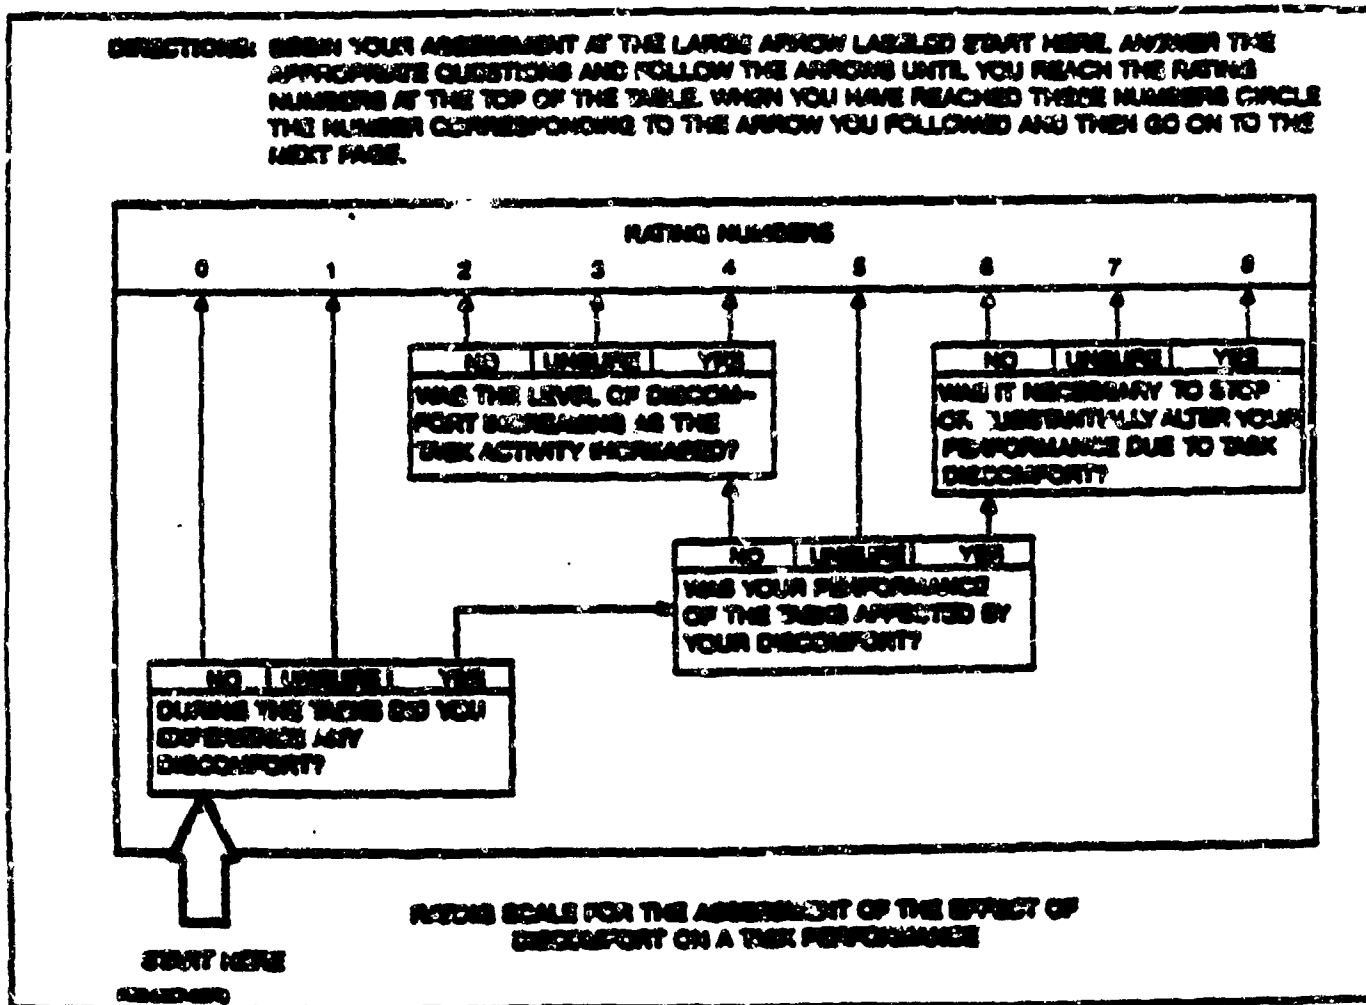 DIRECTIONS: BEGIN YOUR ASSESSMENT AT THE LARGE ARROW LABELED START HERE. ANSWER THE
APPROPRIATE QUESTIONS AND FOLLOW THE ARROWS UNTIL YOU REACH THE RATING
NUMBERS AT THE TOP OF THE TABLE. WHEN YOU HAVE REACHED THESE NUMBERS CIRCLE
THE NUMBER CORRESPONDING TO THE ARROW YOU FOLLOWED AND THEN GO ON TO THE
NEXT PAGE.
RATING NUMBERS
0 1 2 3 4 5 6 7 8
NO UNSURE YES
WAS THE LEVEL OF DISCOM-
FORT INCREASING AS THE
TASK ACTIVITY INCREASED?
NO UNSURE YES
WAS IT NECESSARY TO STOP
OR SUBSTANTIALLY ALTER YOUR
PERFORMANCE DUE TO TASK
DISCOMFORT?
NO UNSURE YES
WAS YOUR PERFORMANCE
OF THE TASKS AFFECTED BY
YOUR DISCOMFORT?
NO UNSURE YES
DURING THE TASKS DID YOU
EXPERIENCE ANY
DISCOMFORT?
RATING SCALE FOR THE ASSESSMENT OF THE EFFECT OF
DISCOMFORT ON A TASK PERFORMANCE
START HERE